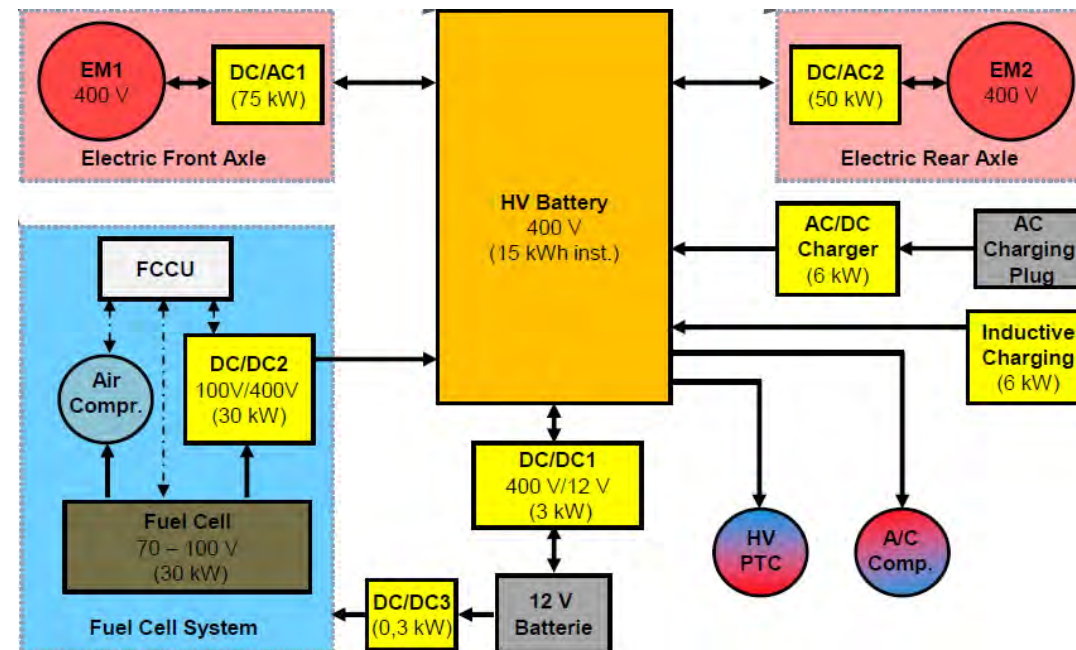 EM1
400 V
DC/AC1
(75 kW)
Electric Front Axle
HV Battery
400 V
(15 kWh inst.)
DC/AC2
(50 kW)
EM2
400 V
Electric Rear Axle
AC/DC
Charger
(6 kW)
AC
Charging
Plug
Inductive
Charging
(6 kW)
FCCU
Air
Compr.
DC/DC2
100V/400V
(30 kW)
Fuel Cell
70 – 100 V
(30 kW)
Fuel Cell System
DC/DC1
400 V/12 V
(3 kW)
DC/DC3
(0,3 kW)
12 V
Batterie
HV
PTC
A/C
Comp.